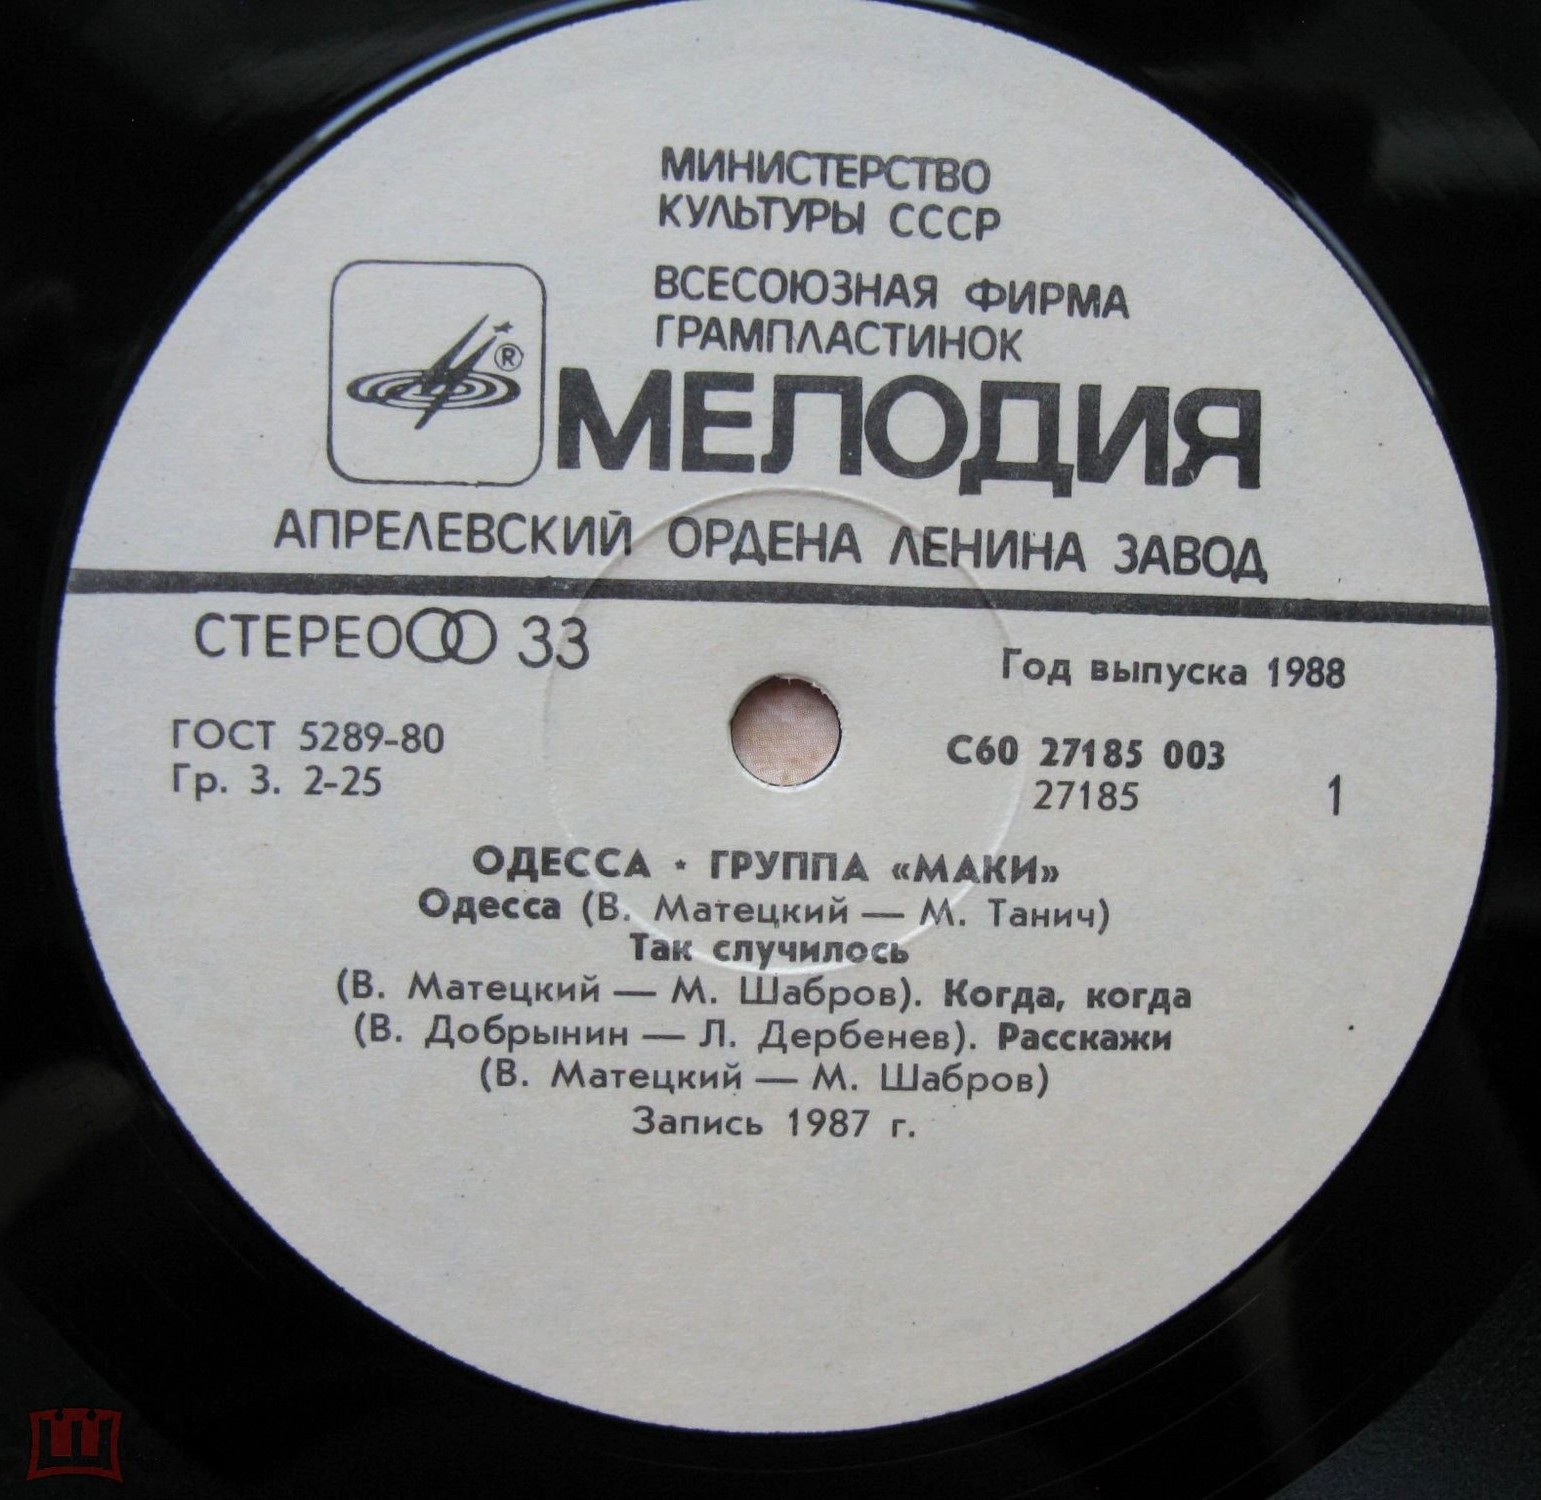 МИНИСТЕРСТВО
КУЛЬТУРЫ СССР
ВСЕСОЮЗНАЯ ФИРМА
ГРАМПЛАСТИНОК
®
МЕЛОДИЯ
АПРЕЛЕВСКИЙ ОРДЕНА ЛЕНИНА ЗАВОД
СТЕРЕО 33
Год выпуска 1988
ГОСТ 5289-80
Гр. 3. 2-25
С60 27185 003
27185
1
ОДЕССА * ГРУППА «МАКИ»
Одесса (В. Матецкий — М. Танич)
Так случилось
(В. Матецкий — М. Шабров). Когда, когда
(В. Добрынин — Л. Дербенев). Расскажи
(В. Матецкий — М. Шабров)
Запись 1987 г.